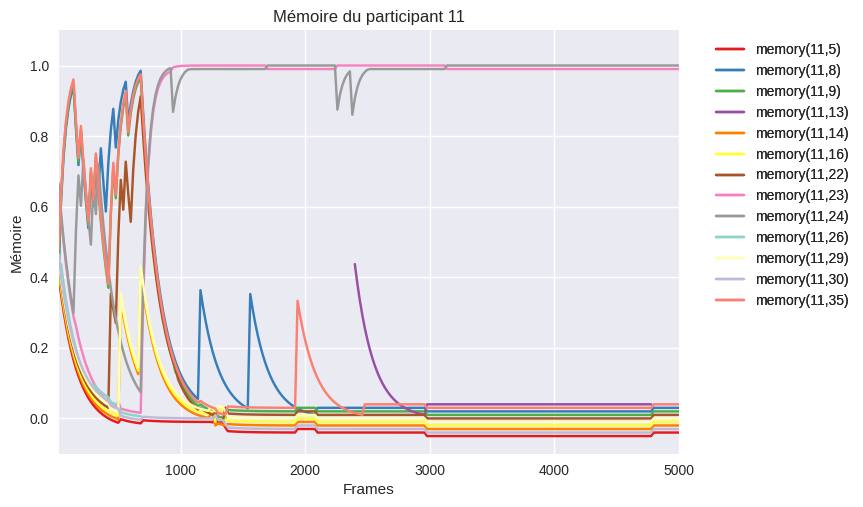 Mémoire du participant 11
Mémoire
1.0
0.8
0.6
0.4
0.2
0.0
1000
2000
3000
4000
5000
Frames
memory(11,5)
memory(11,8)
memory(11,9)
memory(11,13)
memory(11,14)
memory(11,16)
memory(11,22)
memory(11,23)
memory(11,24)
memory(11,26)
memory(11,29)
memory(11,30)
memory(11,35)